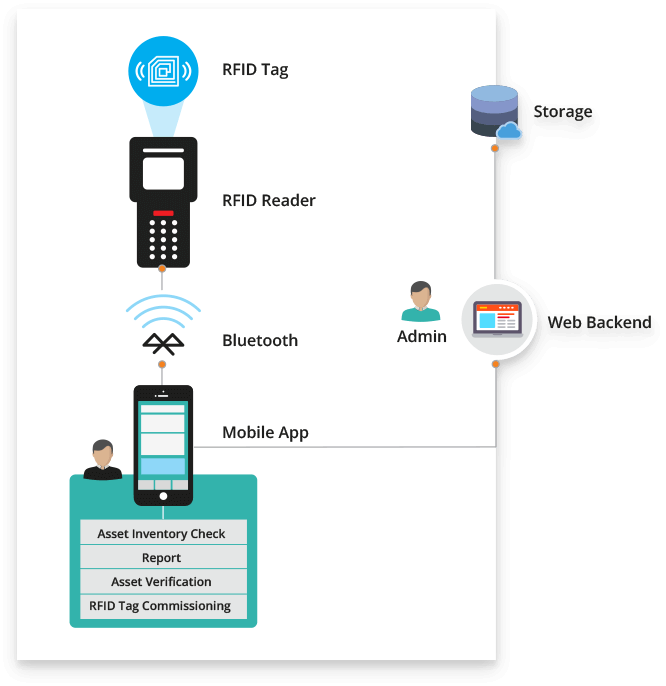 RFID Tag
Storage
RFID Reader
Admin
Web Backend
Bluetooth
Mobile App
Asset Inventory Check
Report
Asset Verification
RFID Tag Commissioning